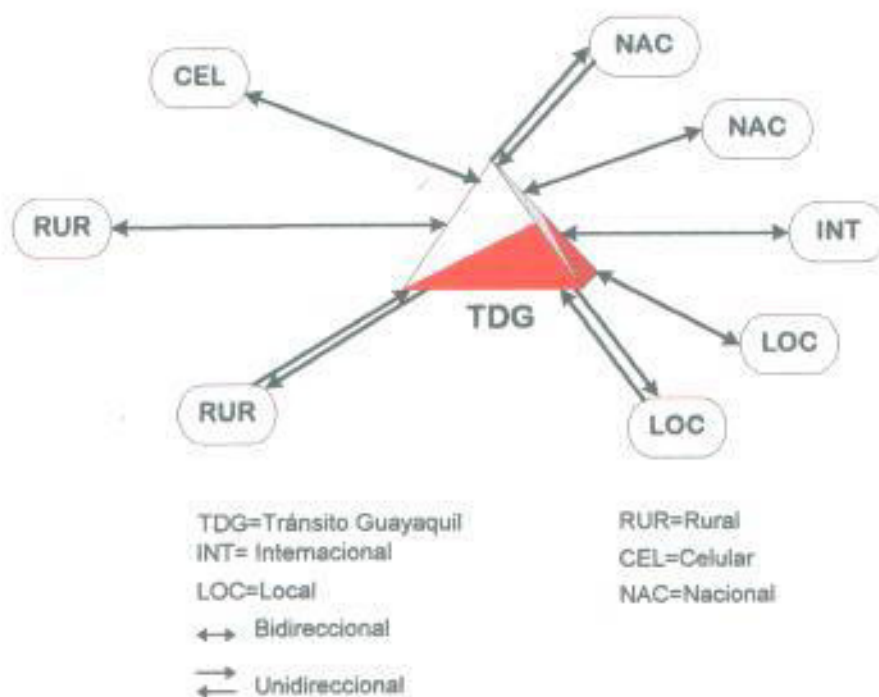 NAC
CEL
NAC
RUR
INT
TDG
LOC
RUR
LOC
TDG=Tránsito Guayaquil
INT= Internacional
LOC=Local
Bidireccional
Unidireccional
RUR=Rural
CEL=Celular
NAC=Nacional